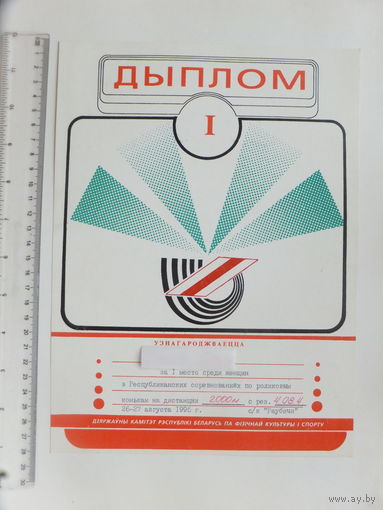 ДЫПЛОМ
I
УЗНАГАРОДЖВАЕЦЦА
за I место среди женщин
в Республиканских соревнованиях по роликовым
конькам на дистанции 2000м с рез. 4.08.4
26-27 августа 1995 г. с/к "Раубичи"
ДЗЯРЖАЎНЫ КАМІТЭТ РЭСПУБЛІКІ БЕЛАРУСЬ ПА ФІЗІЧНАЙ КУЛЬТУРЫ І СПОРТУ
ay.by